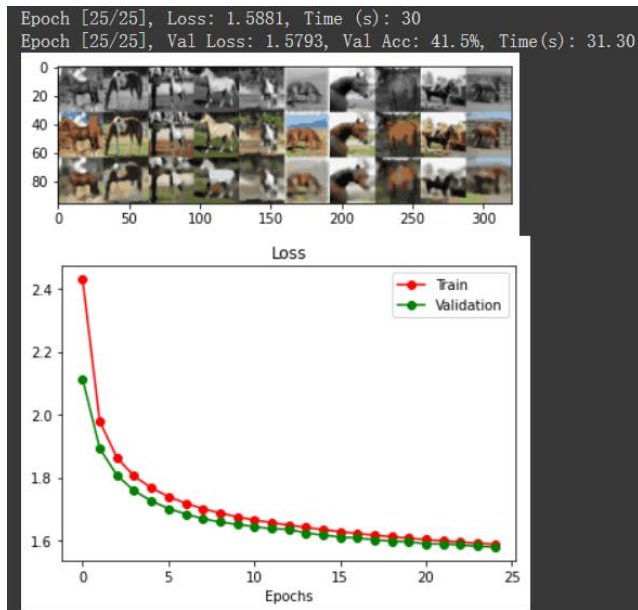 Epoch [25/25], Loss: 1.5881, Time (s): 30
Epoch [25/25], Val Loss: 1.5793, Val Acc: 41.5%, Time(s): 31.30
0
20
40
60
80
0 50 100 150 200 250 300
Loss
Train
Validation
2.4
2.2
2.0
1.8
1.6
0 5 10 15 20 25
Epochs